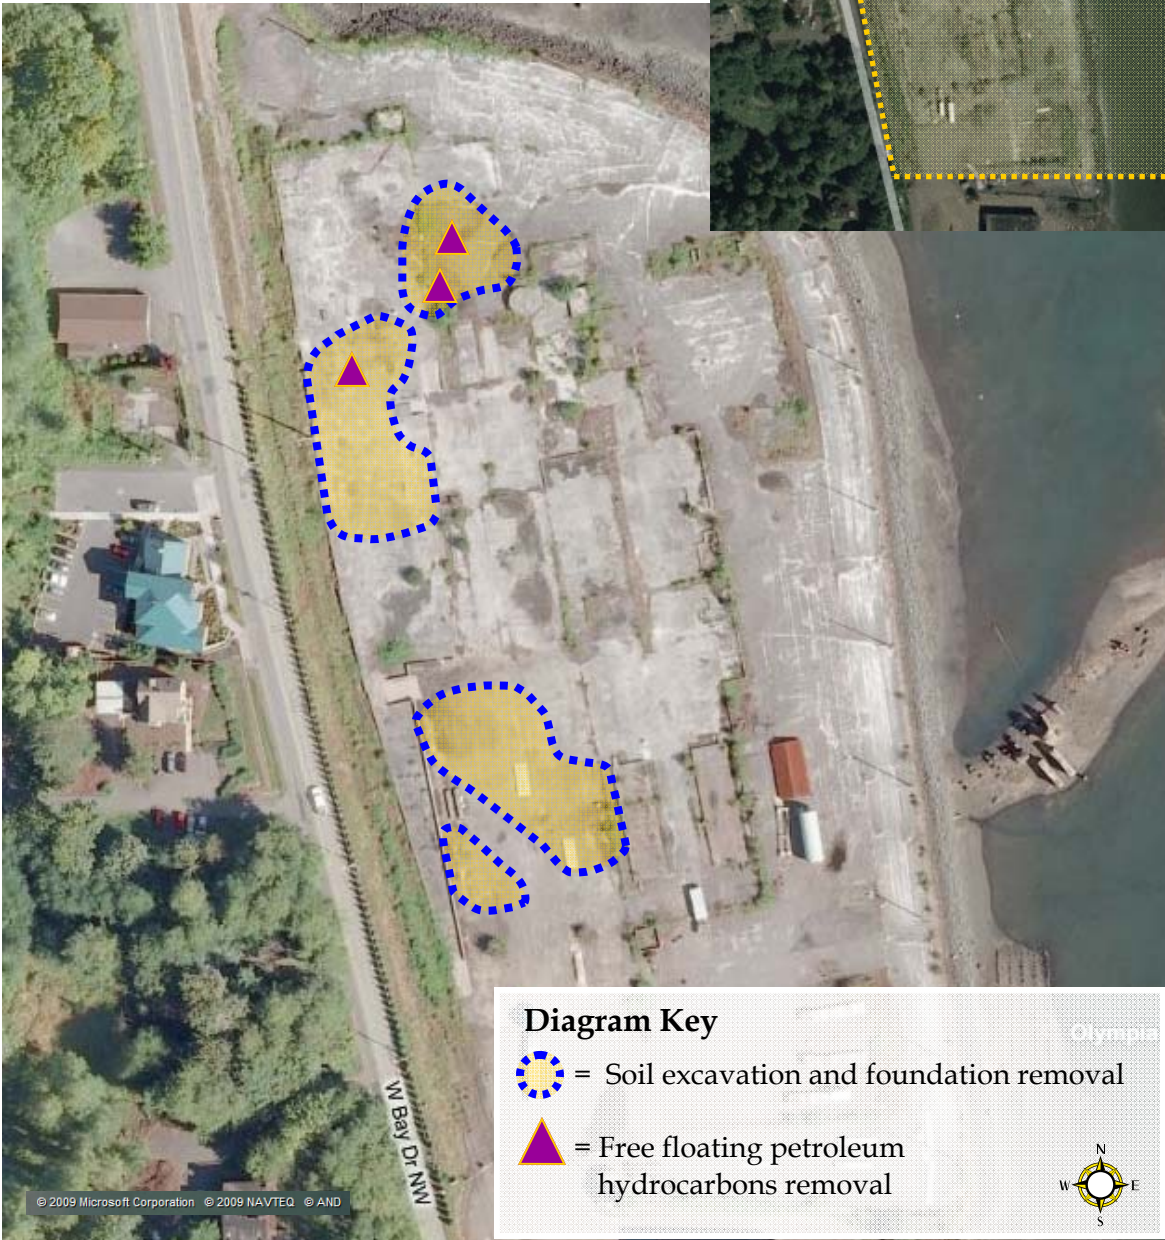 Diagram Key
Olympia
= Soil excavation and foundation removal
= Free floating petroleum
hydrocarbons removal
N
W E
S
W Bay Dr NW
© 2009 Microsoft Corporation © 2009 NAVTEQ © AND